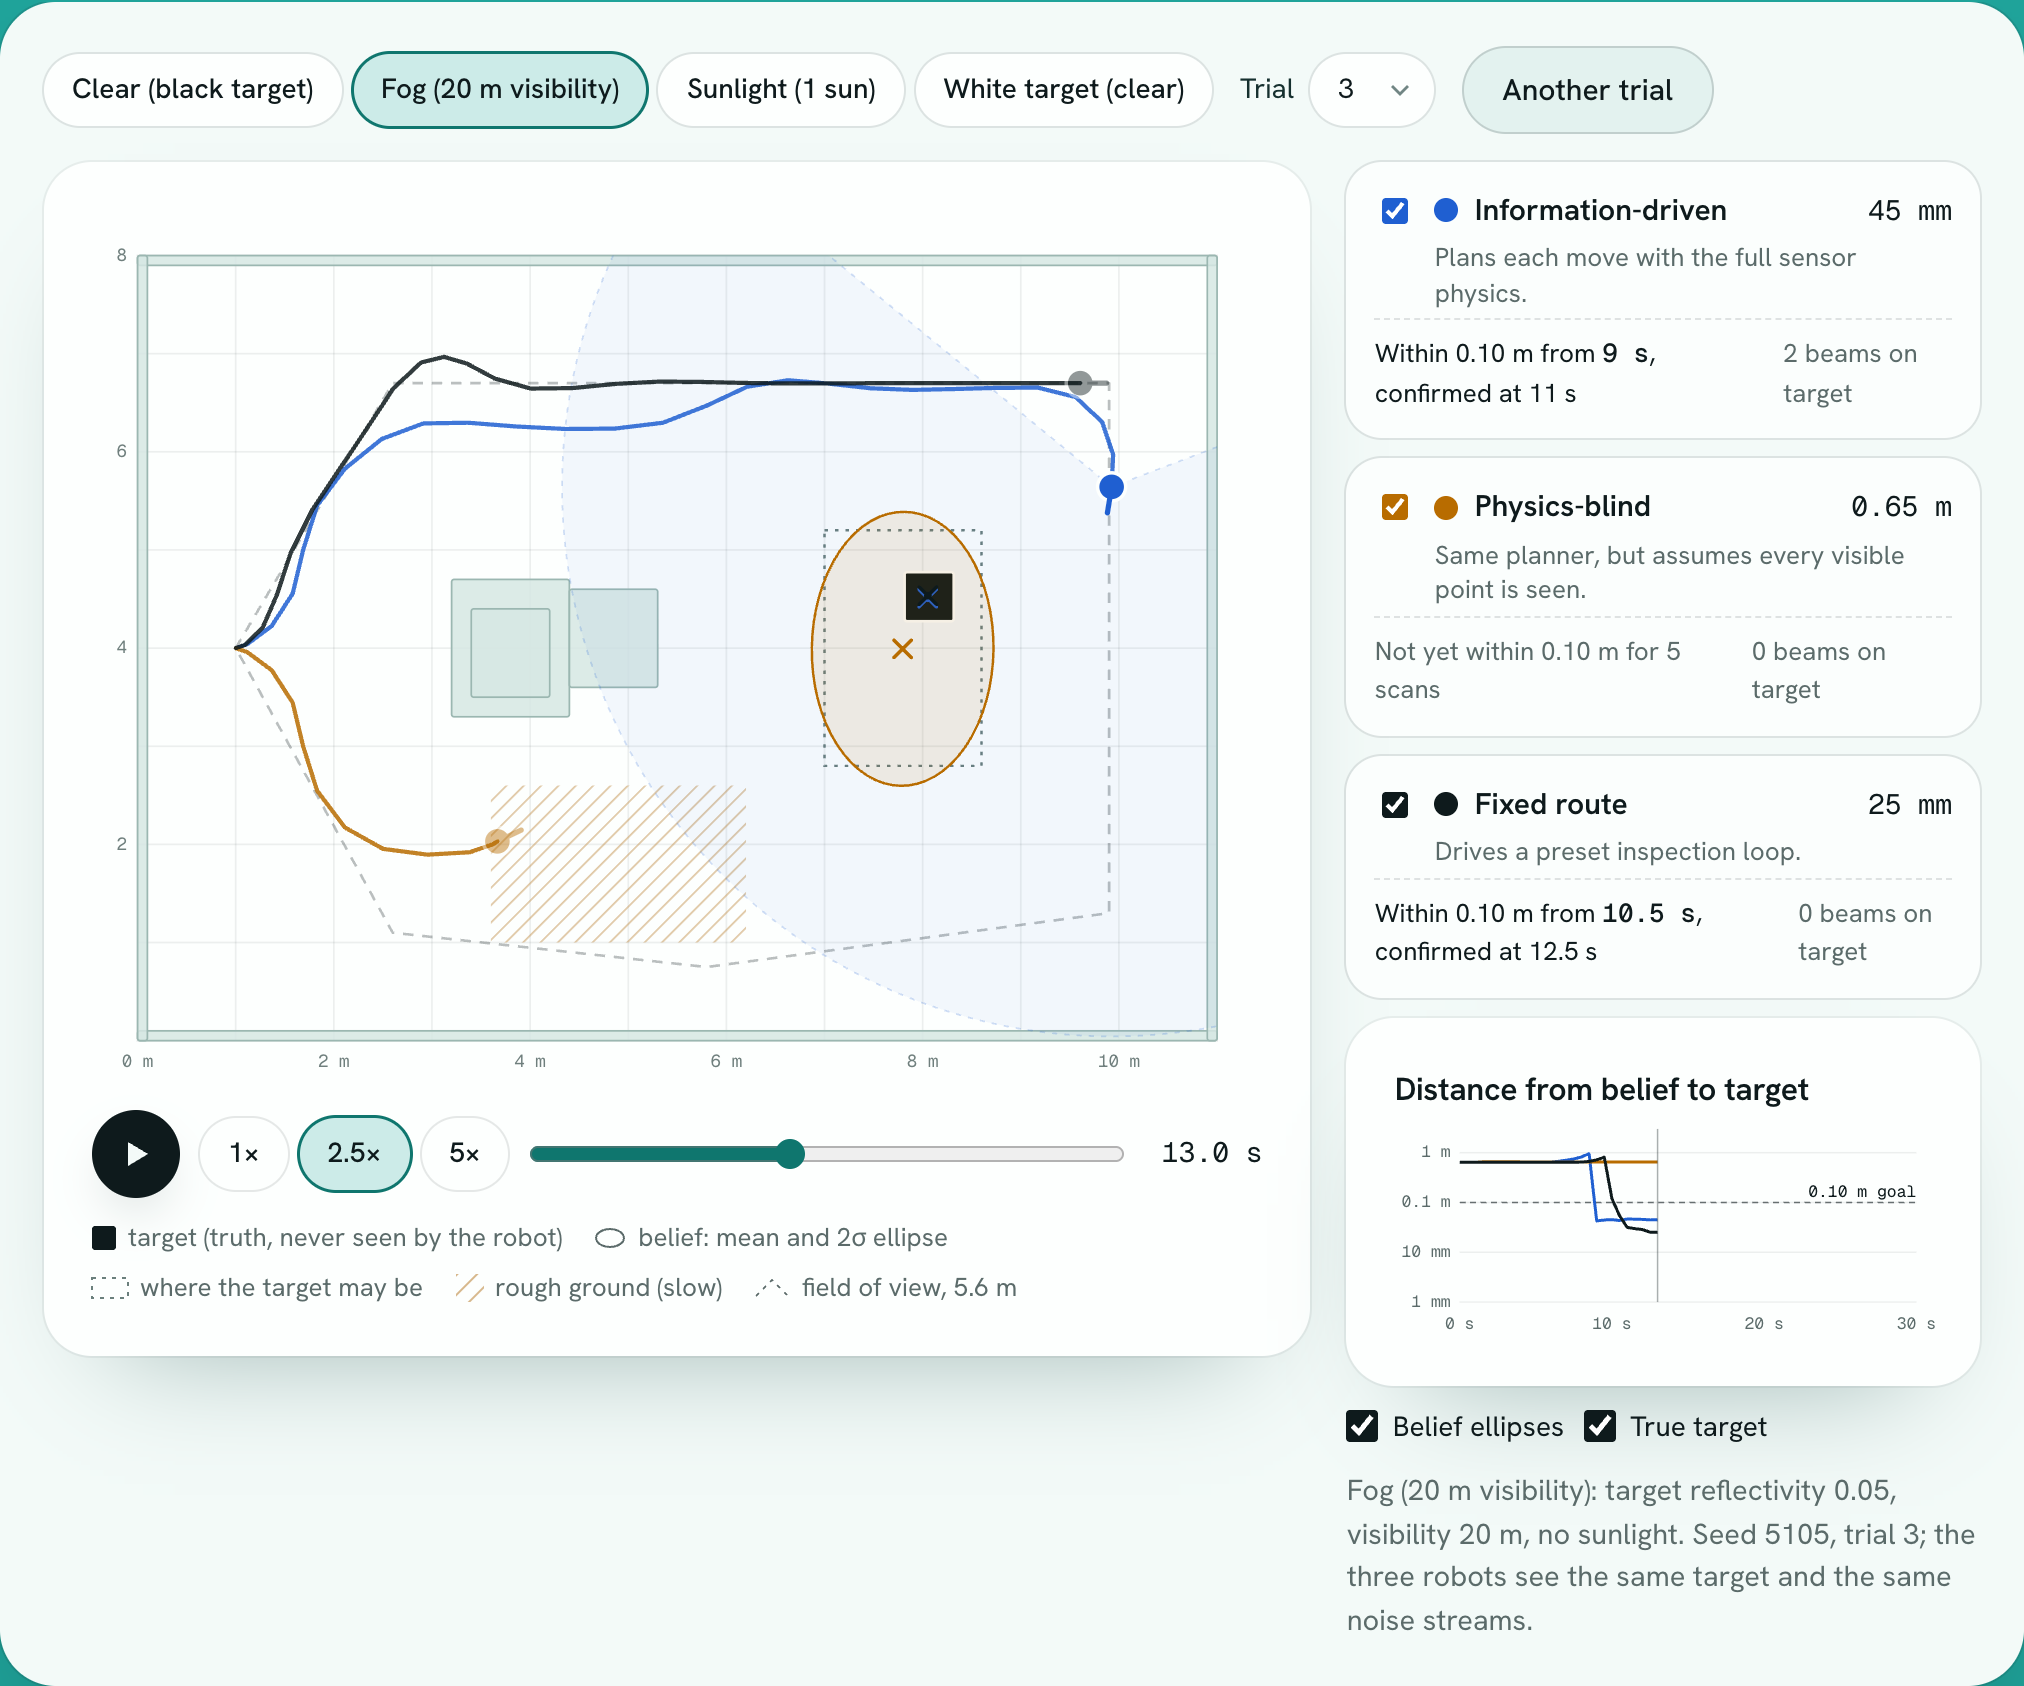 Clear (black target)
Fog (20 m visibility)
Sunlight (1 sun)
White target (clear)
Trial
3
Another trial
8
6
4
2
0 m
2 m
4 m
6 m
8 m
10 m
1×
2.5×
5×
13.0 s
target (truth, never seen by the robot)
belief: mean and 2σ ellipse
where the target may be
rough ground (slow)
field of view, 5.6 m
Information-driven
45 mm
Plans each move with the full sensor
physics.
Within 0.10 m from 9 s,
confirmed at 11 s
2 beams on
target
Physics-blind
0.65 m
Same planner, but assumes every visible
point is seen.
Not yet within 0.10 m for 5
scans
0 beams on
target
Fixed route
25 mm
Drives a preset inspection loop.
Within 0.10 m from 10.5 s,
confirmed at 12.5 s
0 beams on
target
Distance from belief to target
1 m
0.1 m
10 mm
1 mm
0.10 m goal
0 s
10 s
20 s
30 s
Belief ellipses
True target
Fog (20 m visibility): target reflectivity 0.05,
visibility 20 m, no sunlight. Seed 5105, trial 3; the
three robots see the same target and the same
noise streams.